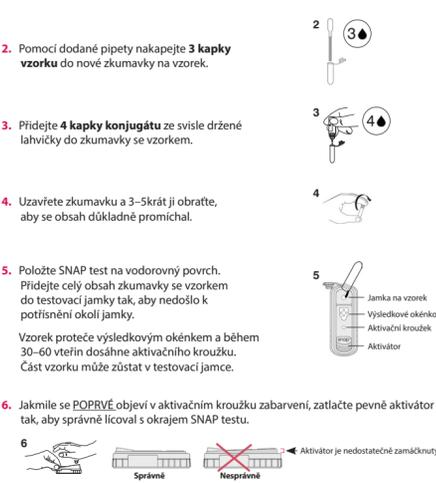 2. Pomocí dodané pipety nakapejte 3 kapky
vzorku do nové zkumavky na vzorek.
2
3
3. Přidejte 4 kapky konjugátu ze svisle držené
lahvičky do zkumavky se vzorkem.
3
4
4. Uzavřete zkumavku a 3–5krát ji obraťte,
aby se obsah důkladně promíchal.
4
5. Položte SNAP test na vodorovný povrch.
Přidejte celý obsah zkumavky se vzorkem
do testovací jamky tak, aby nedošlo k
potřísnění okolí jamky.
Vzorek proteče výsledkovým okénkem a během
30–60 vteřin dosáhne aktivačního kroužku.
Část vzorku může zůstat v testovací jamce.
5
Jamka na vzorek
Výsledkové okénko
Aktivační kroužek
Aktivátor
snap
6. Jakmile se POPRVÉ objeví v aktivačním kroužku zabarvení, zatlačte pevně aktivátor
tak, aby správně lícoval s okrajem SNAP testu.
6
Správně
Nesprávně
Aktivátor je nedostatečně zamáčknutý